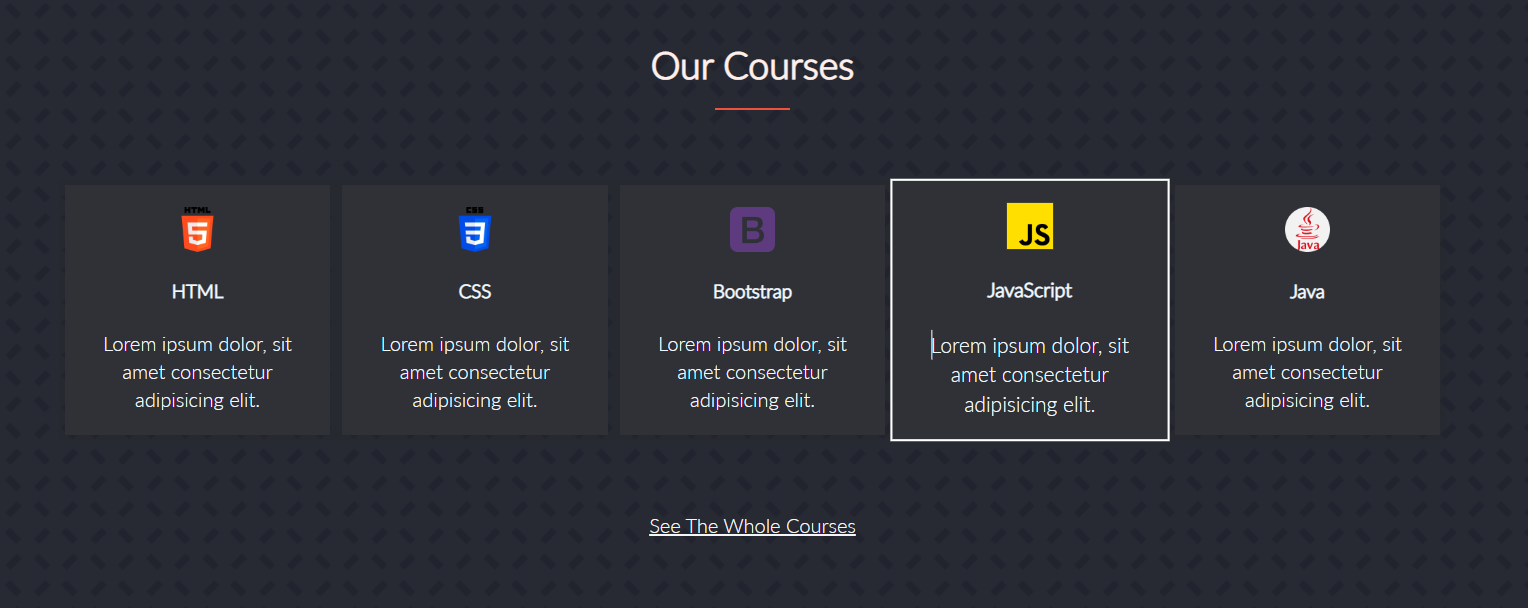 Our Courses
HTML
CSS
B
JS
Java
HTML
CSS
Bootstrap
JavaScript
Java
Lorem ipsum dolor, sit
amet consectetur
adipisicing elit.
Lorem ipsum dolor, sit
amet consectetur
adipisicing elit.
Lorem ipsum dolor, sit
amet consectetur
adipisicing elit.
Lorem ipsum dolor, sit
amet consectetur
adipisicing elit.
Lorem ipsum dolor, sit
amet consectetur
adipisicing elit.
See The Whole Courses